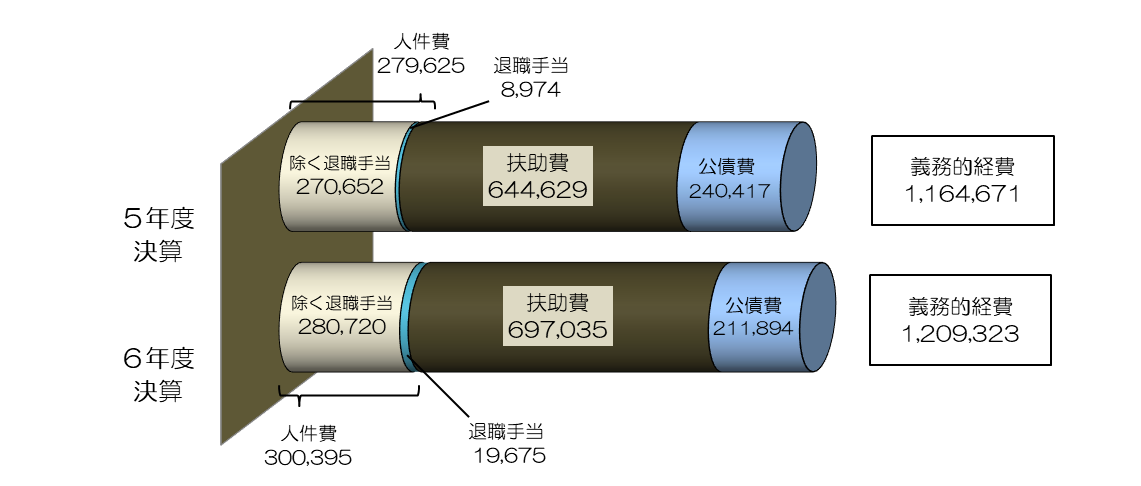 人件費
279,625
退職手当
8,974
5年度
決算
除く退職手当
270,652
扶助費
644,629
公債費
240,417
義務的経費
1,164,671
6年度
決算
除く退職手当
280,720
扶助費
697,035
公債費
211,894
義務的経費
1,209,323
人件費
300,395
退職手当
19,675